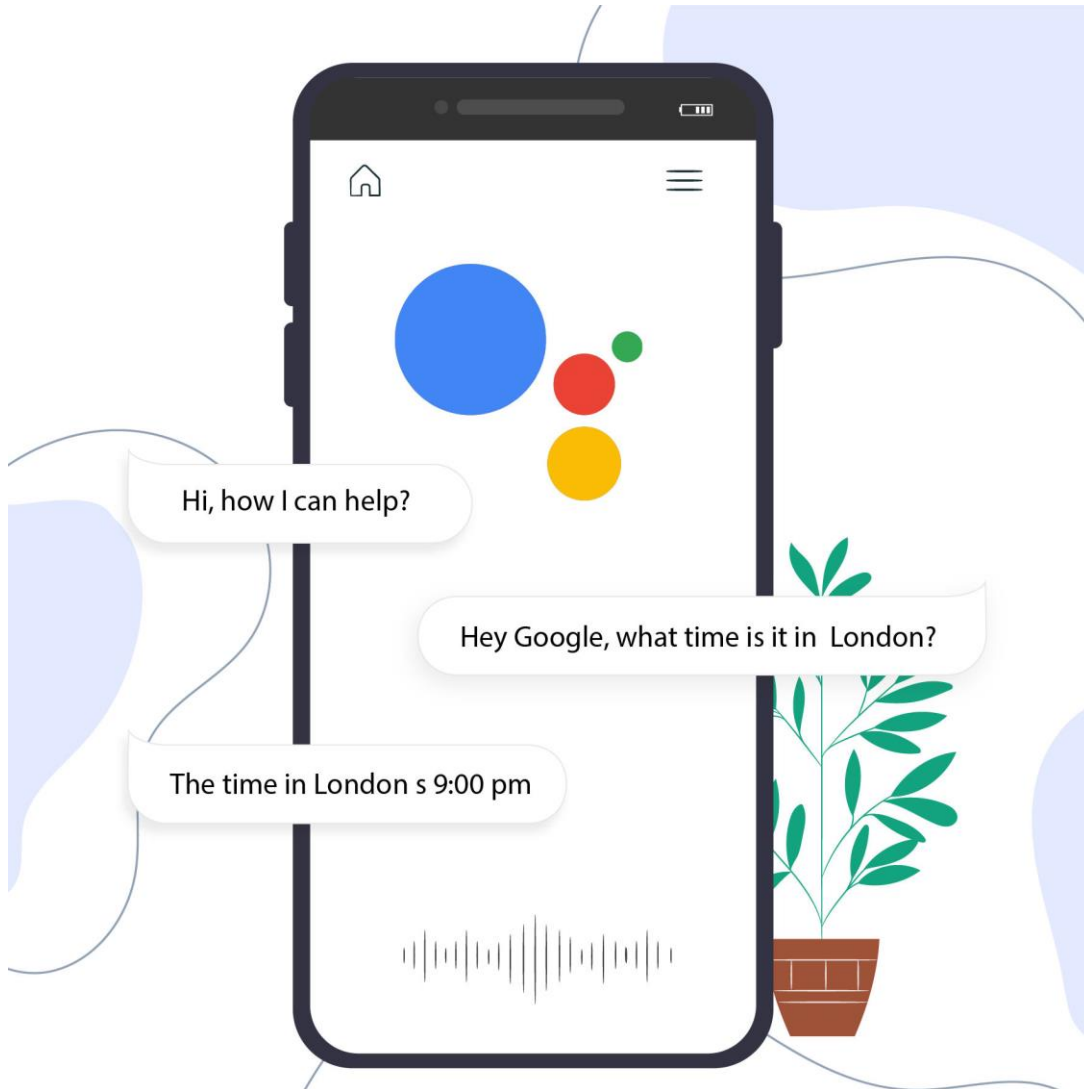 Hi, how I can help?
Hey Google, what time is it in London?
The time in London s 9:00 pm